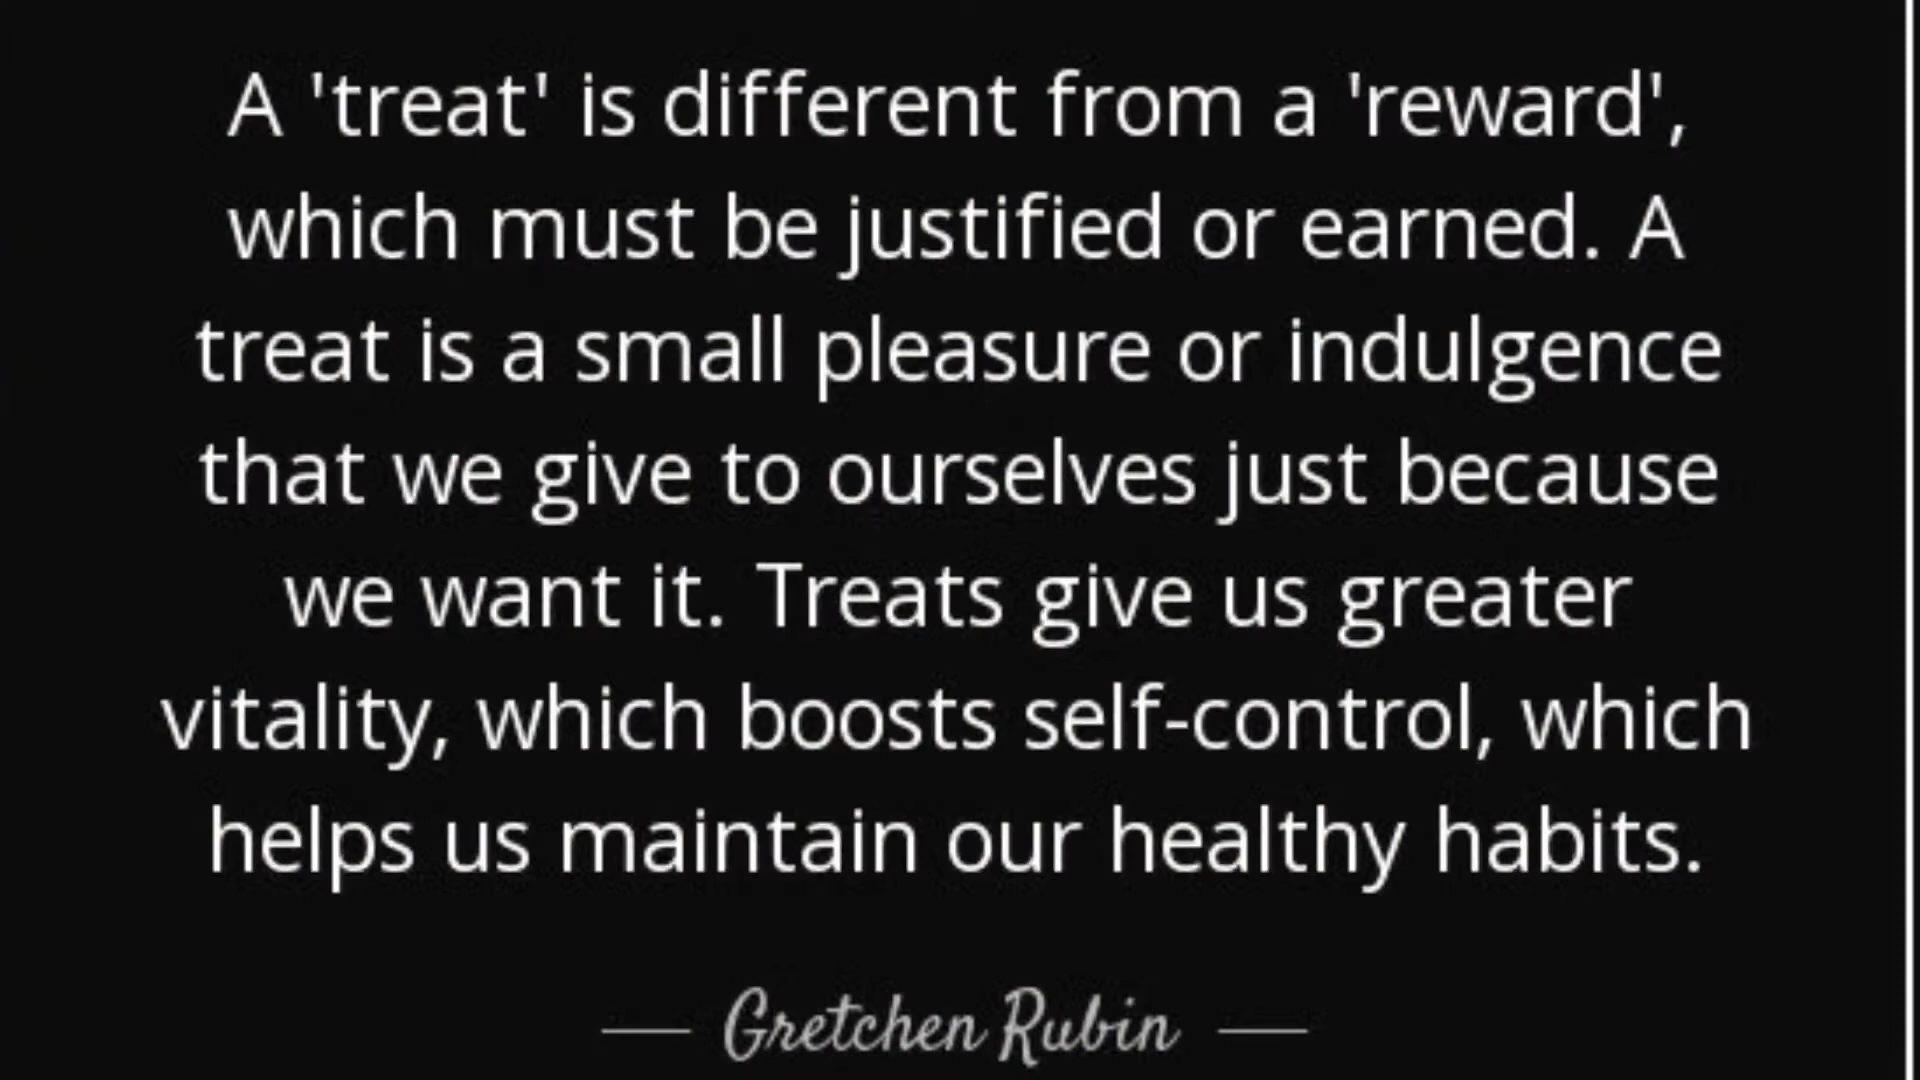 A 'treat' is different from a 'reward',
which must be justified or earned. A
treat is a small pleasure or indulgence
that we give to ourselves just because
we want it. Treats give us greater
vitality, which boosts self-control, which
helps us maintain our healthy habits.
Gretchen Rubin